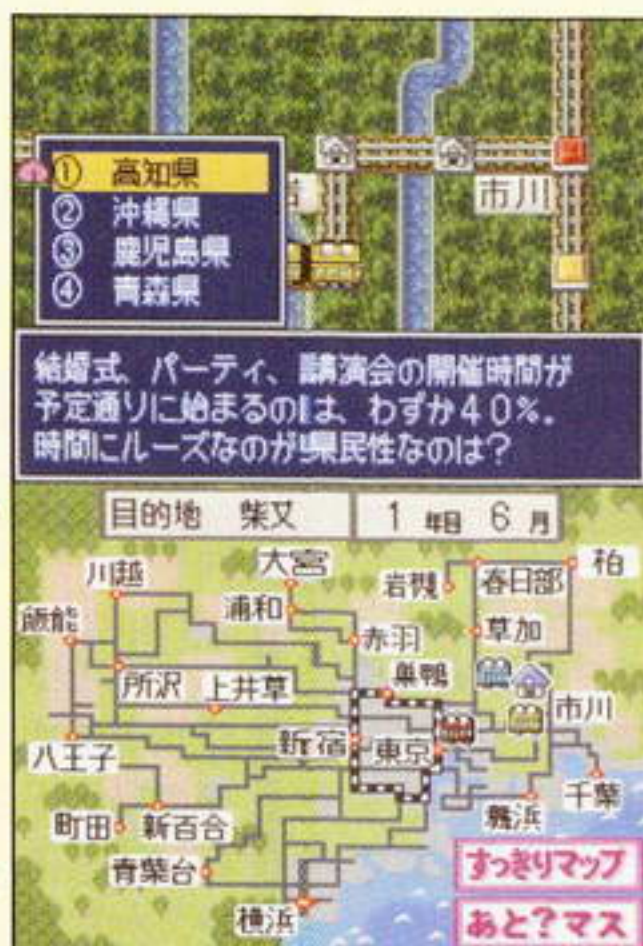 ① 高知県
② 沖縄県
③ 鹿児島県
④ 青森県
市川
結婚式、パーティ、講演会の開催時間が
予定通りに始まるのは、わずか40%.
時間にルーズなのが県民性なのは?
目的地 柴又 1年目 6月
川越 大宮 岩槻 春日部 柏
飯能 浦和 赤羽 草加
所沢 上井草 巣鴨 市川
八王子 新宿 東京
町田 新百合 舞浜 千葉
青葉台 横浜
すっきりマップ
あと?マス